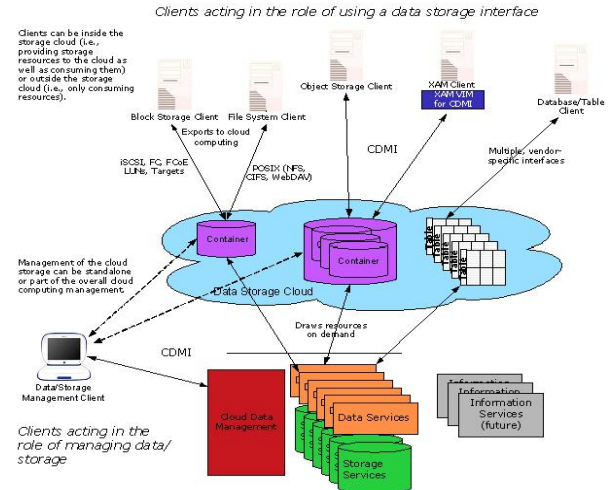 Clients acting in the role of using a data storage interface
Clients can be inside the
storage cloud (i.e.,
providing storage
resources to the cloud
as well as consuming them)
or outside the storage
cloud (i.e., only consuming
resources).
Block Storage Client
File System Client
Object Storage Client
XAM Client
XAM VIM
for CDMI
Database/Table
Client
Exports to cloud
computing
iSCSI, FC, FCoE
LUNs, Targets
POSIX (NFS,
CIFS, WebDAV)
CDMI
Multiple, vendor-
specific interfaces
Container
Container
Table
Table
Table
Table
Table
Management of the cloud
storage can be standalone
or part of the overall cloud
computing management.
Data Storage Cloud
Draws resources
on demand
CDMI
Data/Storage
Management Client
Cloud Data
Management
Data Services
Storage
Services
Information
Information
Information
Services
(future)
Clients acting in the
role of managing data/
storage